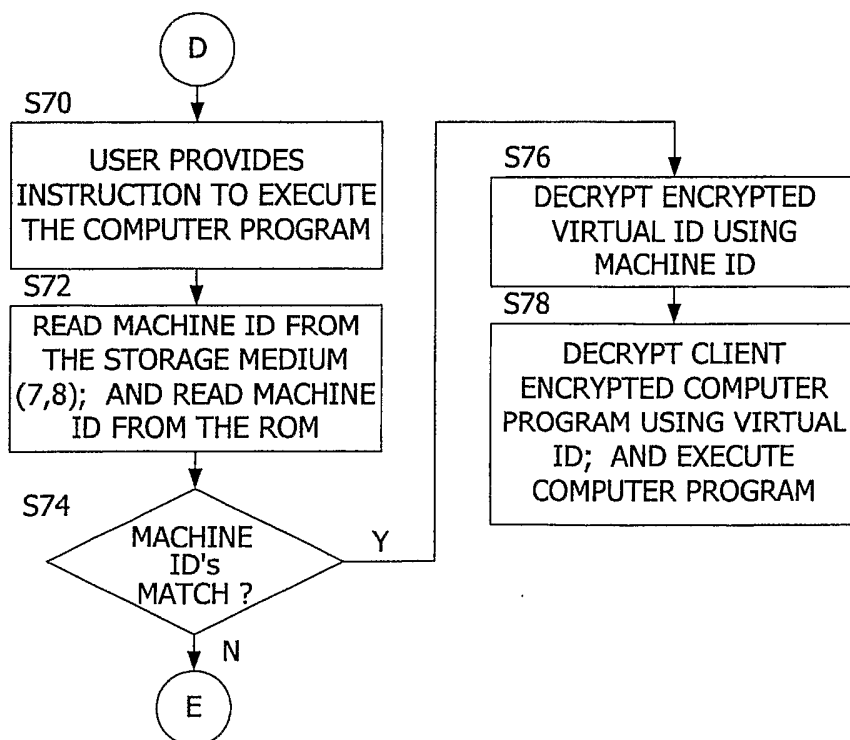 D
S70
USER PROVIDES
INSTRUCTION TO EXECUTE
THE COMPUTER PROGRAM
S72
READ MACHINE ID FROM
THE STORAGE MEDIUM
(7,8); AND READ MACHINE
ID FROM THE ROM
S74
MACHINE
ID's
MATCH ?
Y
N
E
S76
DECRYPT ENCRYPTED
VIRTUAL ID USING
MACHINE ID
S78
DECRYPT CLIENT
ENCRYPTED COMPUTER
PROGRAM USING VIRTUAL
ID; AND EXECUTE
COMPUTER PROGRAM